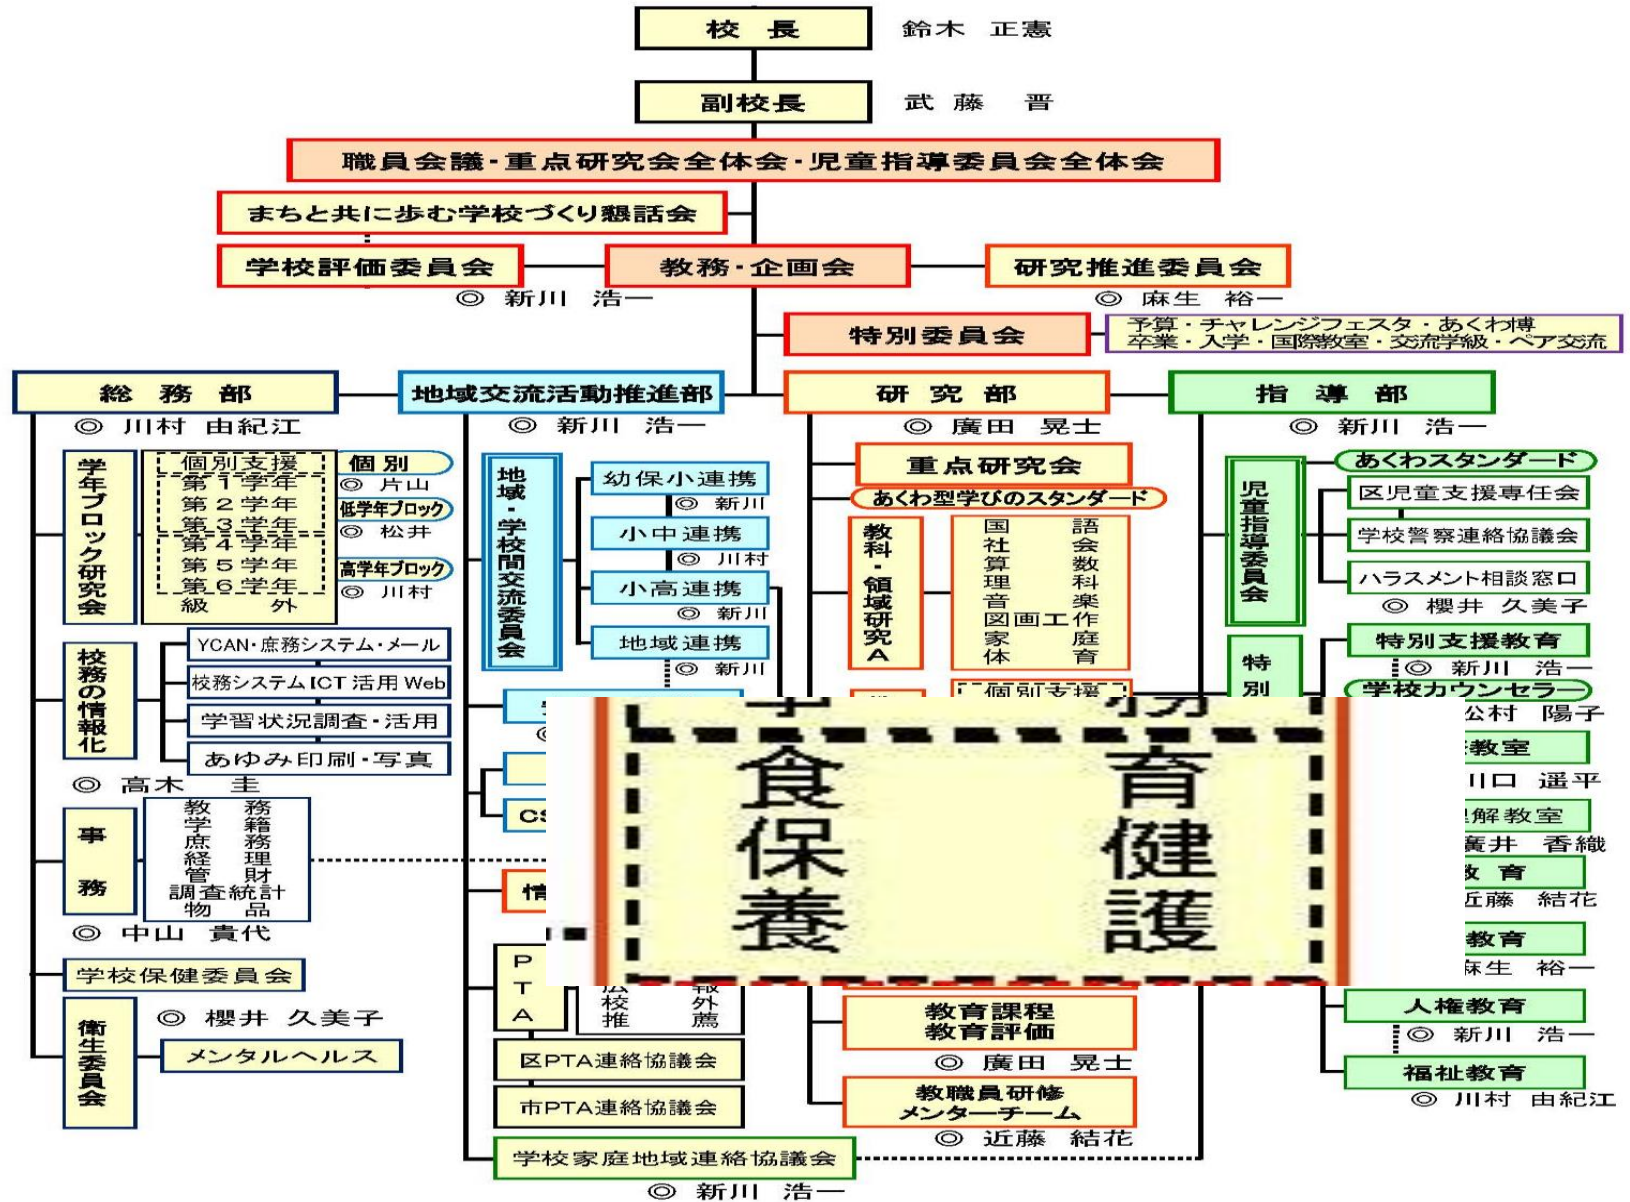 校長 鈴木 正憲
副校長 武藤 晋
職員会議・重点研究会全体会・児童指導委員会全体会
まちと共に歩む学校づくり懇話会
学校評価委員会
教務・企画会
研究推進委員会
◎ 新川 浩一
◎ 麻生 裕一
特別委員会
予算・チャレンジフェスタ・あくわ博
卒業・入学・国際教室・交流学級・ペア交流
総務部
◎ 川村 由紀江
学年ブロック研究会
個別支援
第1学年
第2学年
第3学年
第4学年
第5学年
第6学年
級外
個別
◎ 片山
低学年ブロック
◎ 松井
高学年ブロック
◎ 川村
校務の情報化
YCAN・庶務システム・メール
校務システムICT活用Web
学習状況調査・活用
あゆみ印刷・写真
◎ 高木 圭
事務
教務
学籍
庶務
経理
管財
調査統計
物品
◎ 中山 貴代
学校保健委員会
衛生委員会
◎ 櫻井 久美子
メンタルヘルス
地域交流活動推進部
◎ 新川 浩一
地域・学校間交流委員会
幼保小連携
◎ 新川
小中連携
◎ 川村
小高連携
◎ 新川
地域連携
◎ 新川
情
PTA
校外
推薦
区PTA連絡協議会
市PTA連絡協議会
学校家庭地域連絡協議会
◎ 新川 浩一
研究部
◎ 廣田 晃士
重点研究会
あくわ型学びのスタンダード
教科・領域研究A
国語
社会
算数
理科
音楽
図画工作
家庭
体育
個別支援
食育
保健
養護
教育課程
教育評価
◎ 廣田 晃士
教職員研修
メンターチーム
◎ 近藤 結花
指導部
◎ 新川 浩一
児童指導委員会
あくわスタンダード
区児童支援専任会
学校警察連絡協議会
ハラスメント相談窓口
◎ 櫻井 久美子
特別
特別支援教育
◎ 新川 浩一
学校カウンセラー
松村 陽子
教室
川口 遥平
解教室
廣井 香織
教育
近藤 結花
教育
麻生 裕一
人権教育
◎ 新川 浩一
福祉教育
◎ 川村 由紀江